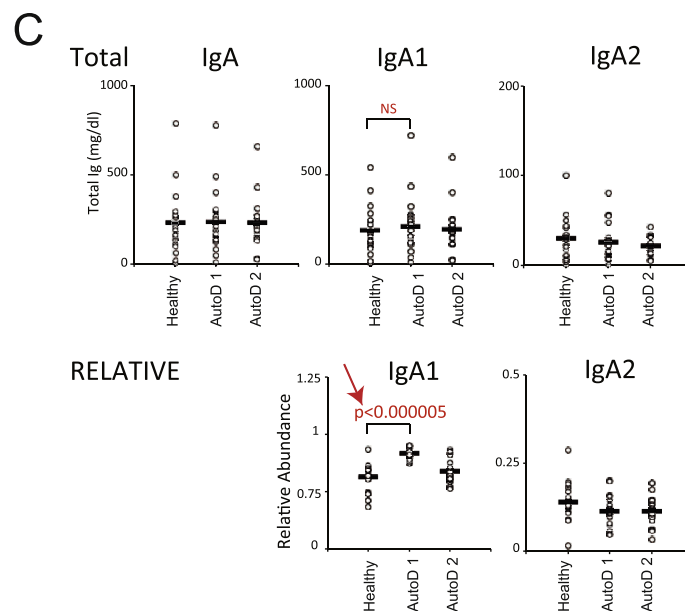 C
Total IgA IgA1 IgA2
Total Ig (mg/dl)
1000
500
0
Healthy
AutoD 1
AutoD 2
1000
500
0
NS
Healthy
AutoD 1
AutoD 2
200
100
0
Healthy
AutoD 1
AutoD 2
RELATIVE IgA1 IgA2
Relative Abundance
1.25
1
0.75
0
p<0.000005
Healthy
AutoD 1
AutoD 2
0.5
0.25
0
Healthy
AutoD 1
AutoD 2